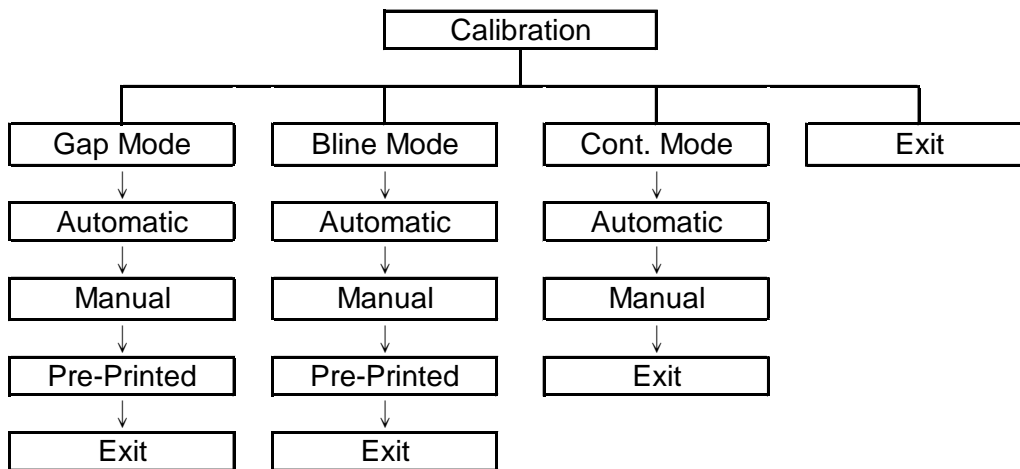 Calibration
Gap Mode
Bline Mode
Cont. Mode
Exit
Automatic
Automatic
Automatic
Manual
Manual
Manual
Pre-Printed
Pre-Printed
Exit
Exit
Exit